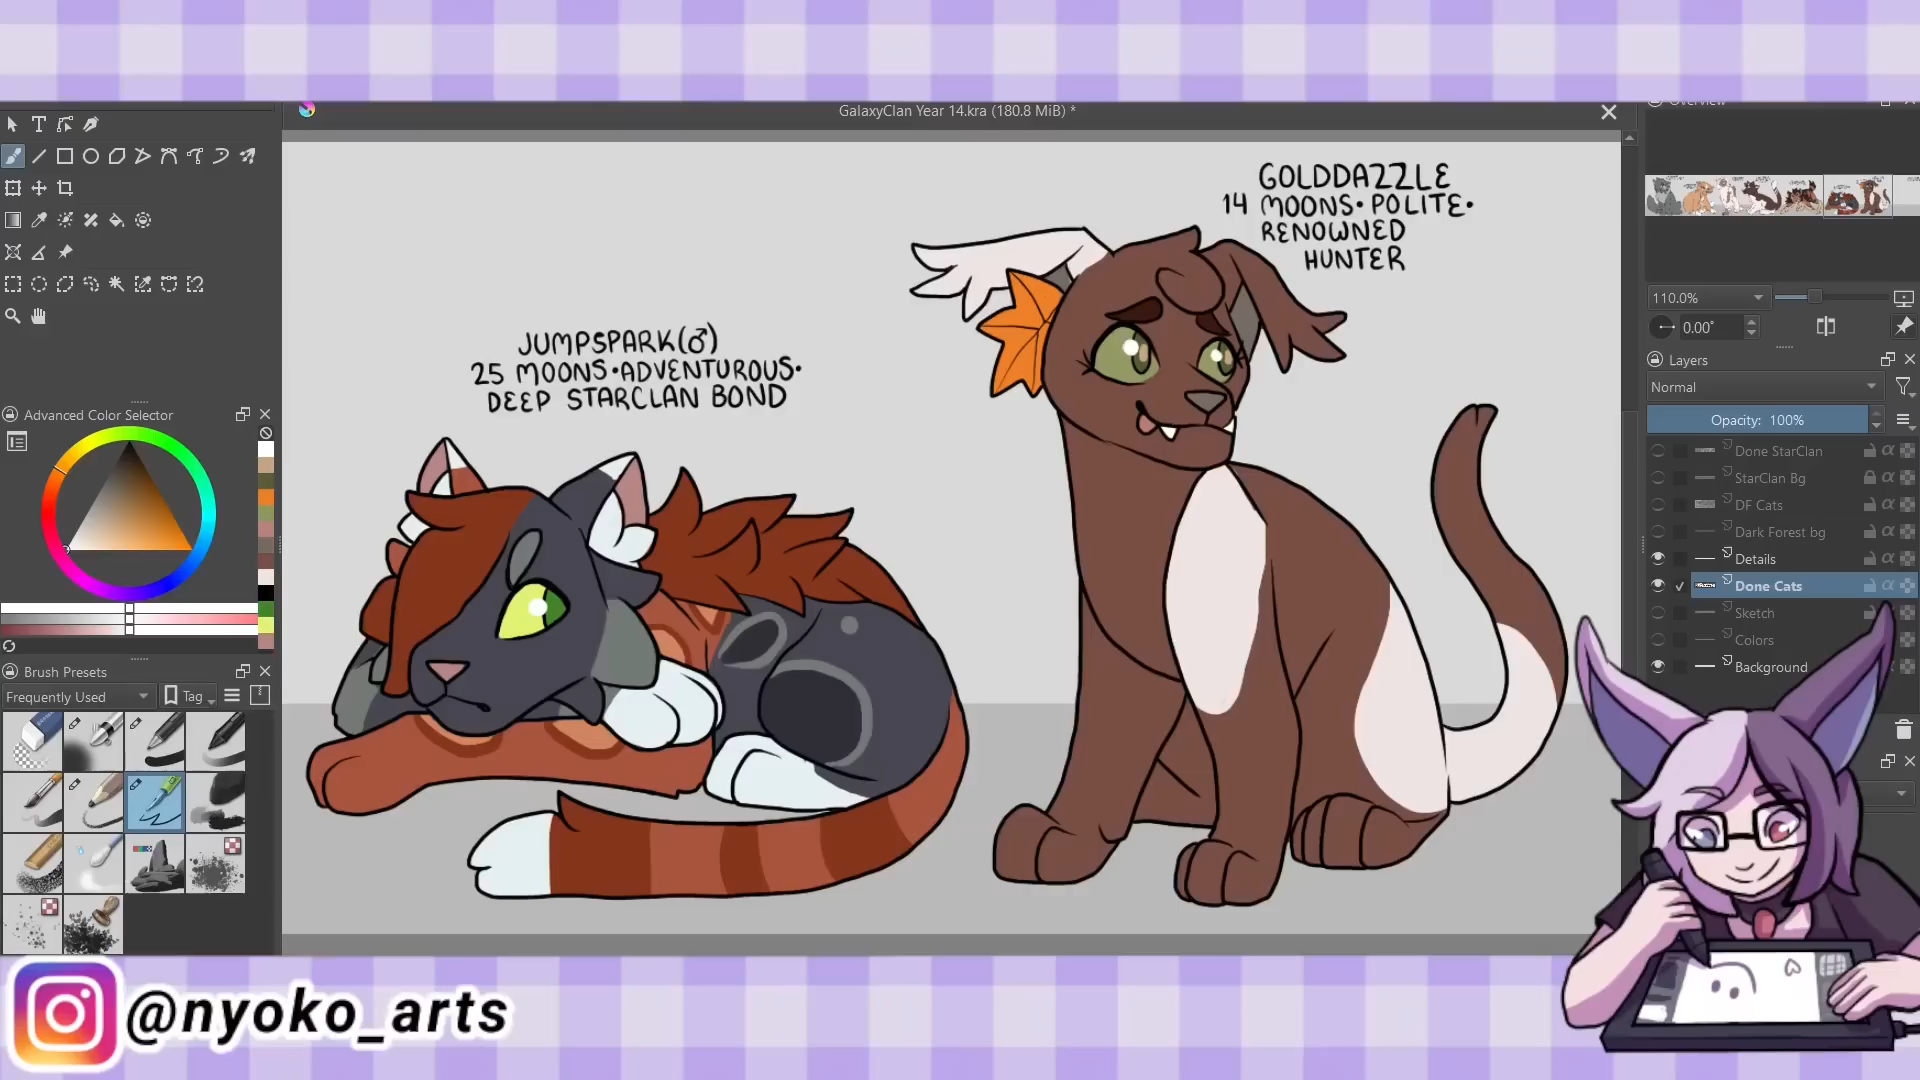 GalaxyClan Year 14.kra (180.8 MiB) *
Overview
GOLDDAZZLE
14 MOONS • POLITE •
RENOWNED
HUNTER
JUMPSPARK(♂)
25 MOONS • ADVENTUROUS •
DEEP STARCLAN BOND
Advanced Color Selector
Brush Presets
Frequently Used
Tag
110.0%
0.00°
Layers
Normal
Opacity: 100%
Done StarClan
StarClan Bg
DF Cats
Dark Forest bg
Details
Done Cats
Sketch
Colors
Background
@nyoko_arts